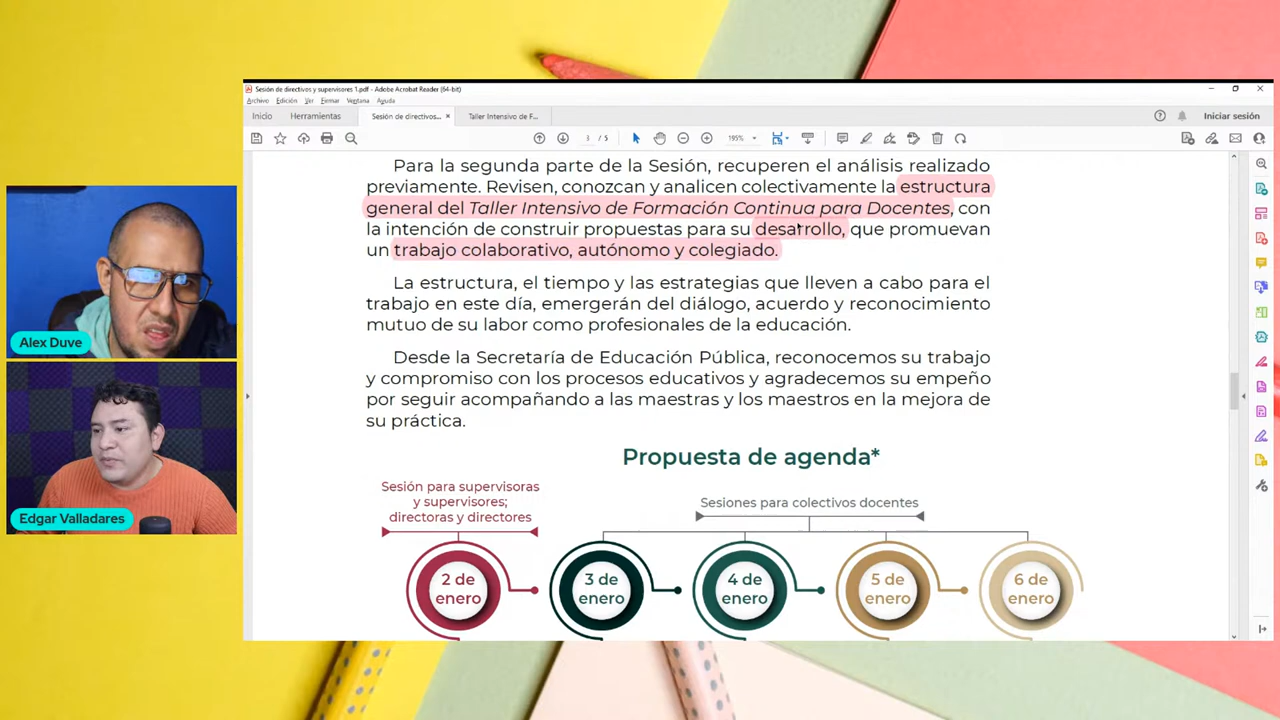 Sesión de directivos y supervisores 1.pdf - Adobe Acrobat Reader (64-bit)
Archivo Edición Ver Firmar Ventana Ayuda
Inicio Herramientas Sesión de directivos... × Taller Intensivo de F... Iniciar sesión
3 / 5 195%
Para la segunda parte de la Sesión, recuperen el análisis realizado
previamente. Revisen, conozcan y analicen colectivamente la estructura
general del Taller Intensivo de Formación Continua para Docentes, con
la intención de construir propuestas para su desarrollo, que promuevan
un trabajo colaborativo, autónomo y colegiado.
La estructura, el tiempo y las estrategias que lleven a cabo para el
trabajo en este día, emergerán del diálogo, acuerdo y reconocimiento
mutuo de su labor como profesionales de la educación.
Desde la Secretaría de Educación Pública, reconocemos su trabajo
y compromiso con los procesos educativos y agradecemos su empeño
por seguir acompañando a las maestras y los maestros en la mejora de
su práctica.
Propuesta de agenda*
Sesión para supervisoras
y supervisores;
directoras y directores
Sesiones para colectivos docentes
2 de
enero
3 de
enero
4 de
enero
5 de
enero
6 de
enero
Alex Duve
Edgar Valladares